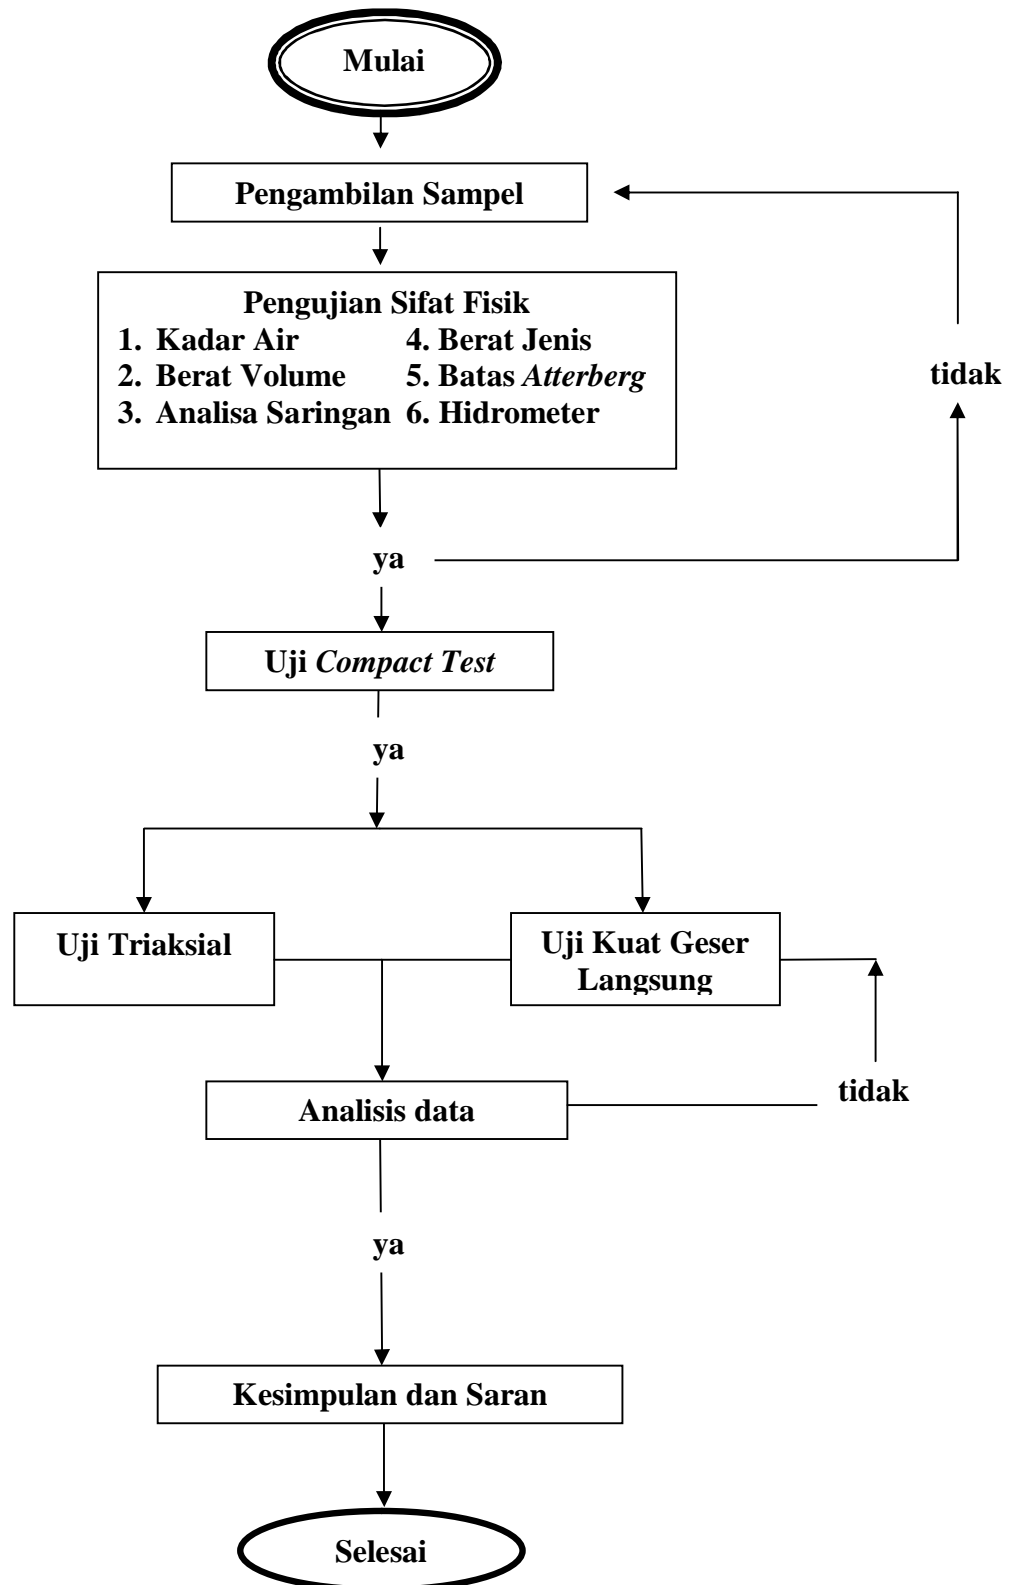 Mulai
Pengambilan Sampel
Pengujian Sifat Fisik
1. Kadar Air 4. Berat Jenis
2. Berat Volume 5. Batas Atterberg
3. Analisa Saringan 6. Hidrometer
tidak
ya
Uji Compact Test
ya
Uji Triaksial
Uji Kuat Geser
Langsung
Analisis data
tidak
ya
Kesimpulan dan Saran
Selesai